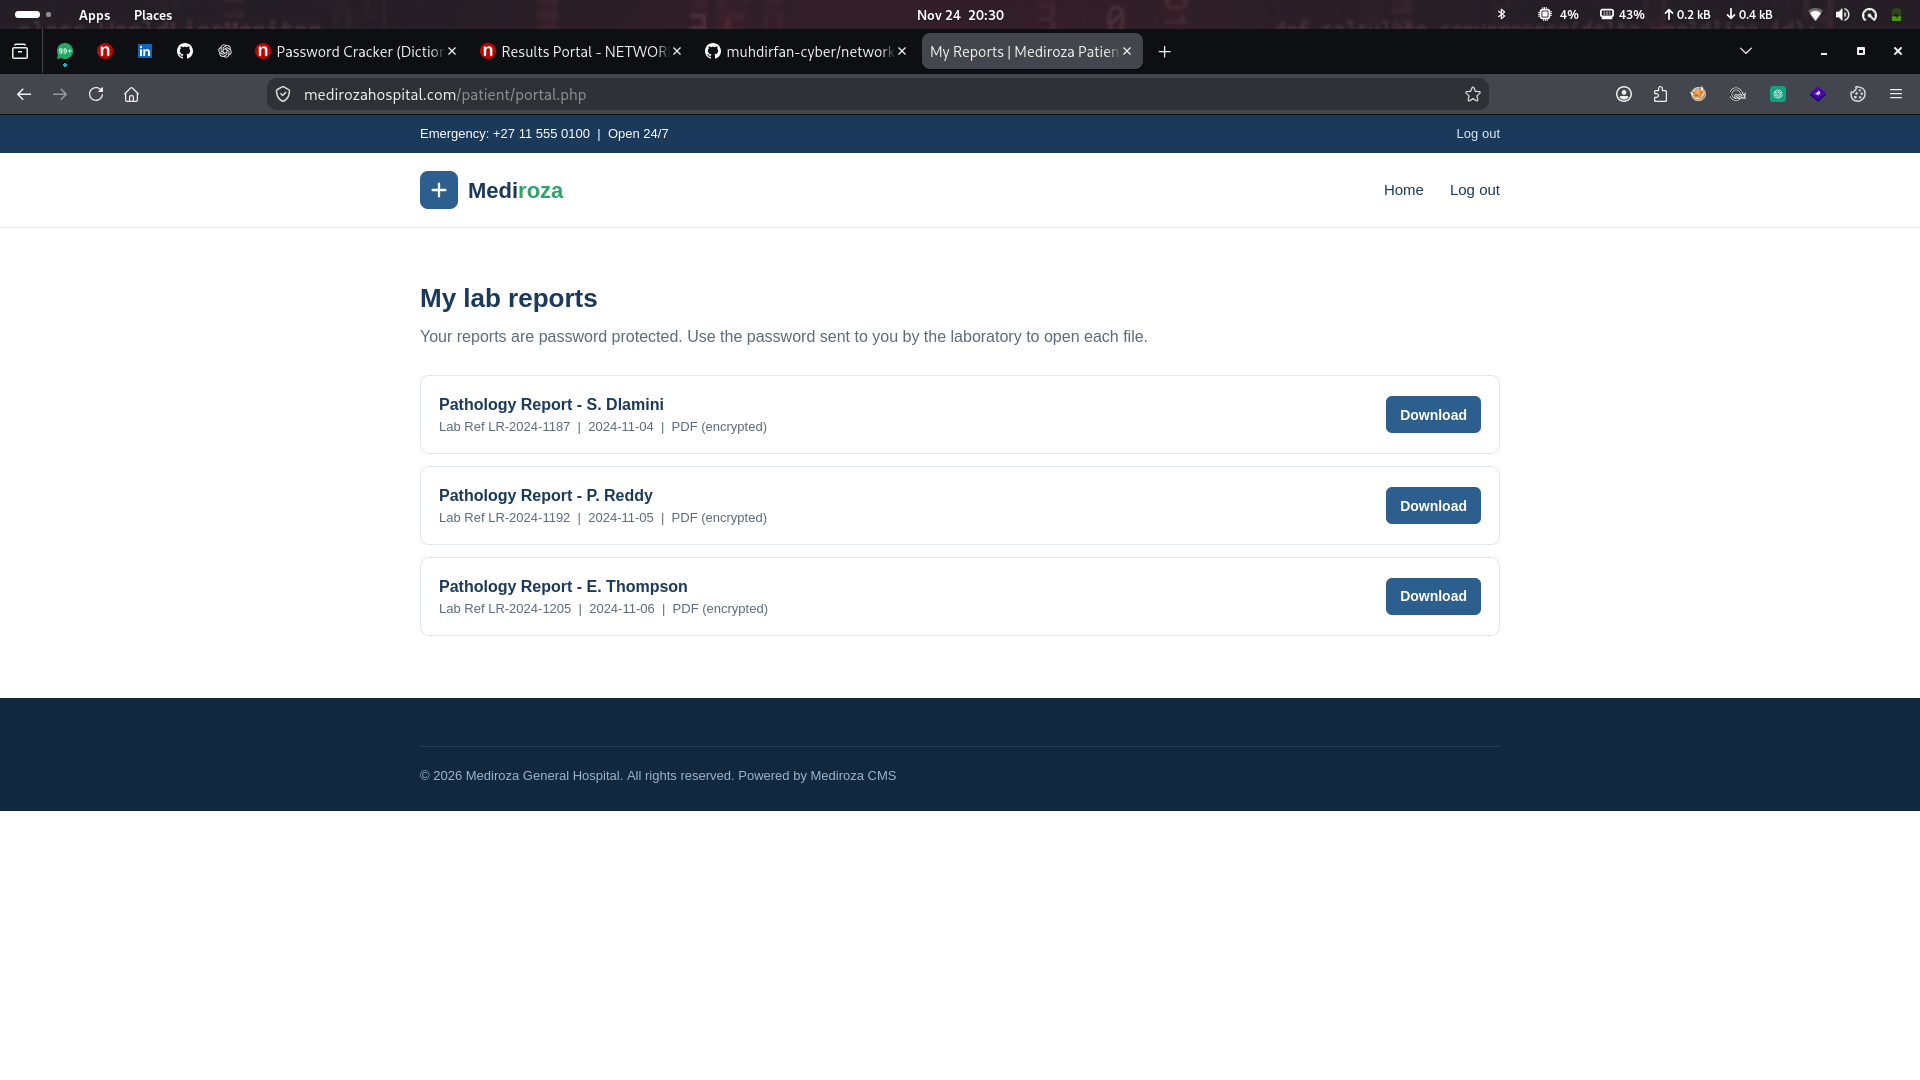 Apps Places Nov 24 20:30 4% 43% 0.2 kB 0.4 kB
99+ Password Cracker (Diction Results Portal - NETWOR muhdirfan-cyber/network My Reports | Mediroza Patien
medirozahospital.com/patient/portal.php
Emergency: +27 11 555 0100 | Open 24/7 Log out
Mediroza Home Log out
My lab reports
Your reports are password protected. Use the password sent to you by the laboratory to open each file.
Pathology Report - S. Dlamini
Lab Ref LR-2024-1187 | 2024-11-04 | PDF (encrypted)
Download
Pathology Report - P. Reddy
Lab Ref LR-2024-1192 | 2024-11-05 | PDF (encrypted)
Download
Pathology Report - E. Thompson
Lab Ref LR-2024-1205 | 2024-11-06 | PDF (encrypted)
Download
© 2026 Mediroza General Hospital. All rights reserved. Powered by Mediroza CMS